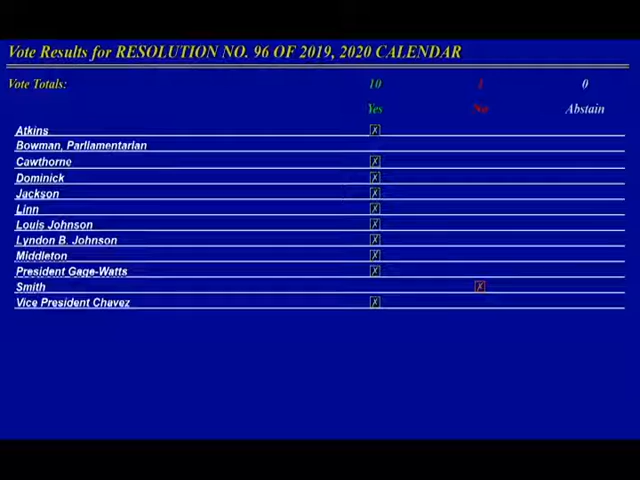 Vote Results for RESOLUTION NO. 96 OF 2019, 2020 CALENDAR
Vote Totals: 10 1 0
Yes No Abstain
Atkins
Bowman, Parliamentarian
Cawthorne
Dominick
Jackson
Linn
Louis Johnson
Lyndon B. Johnson
Middleton
President Gage-Watts
Smith
Vice President Chavez